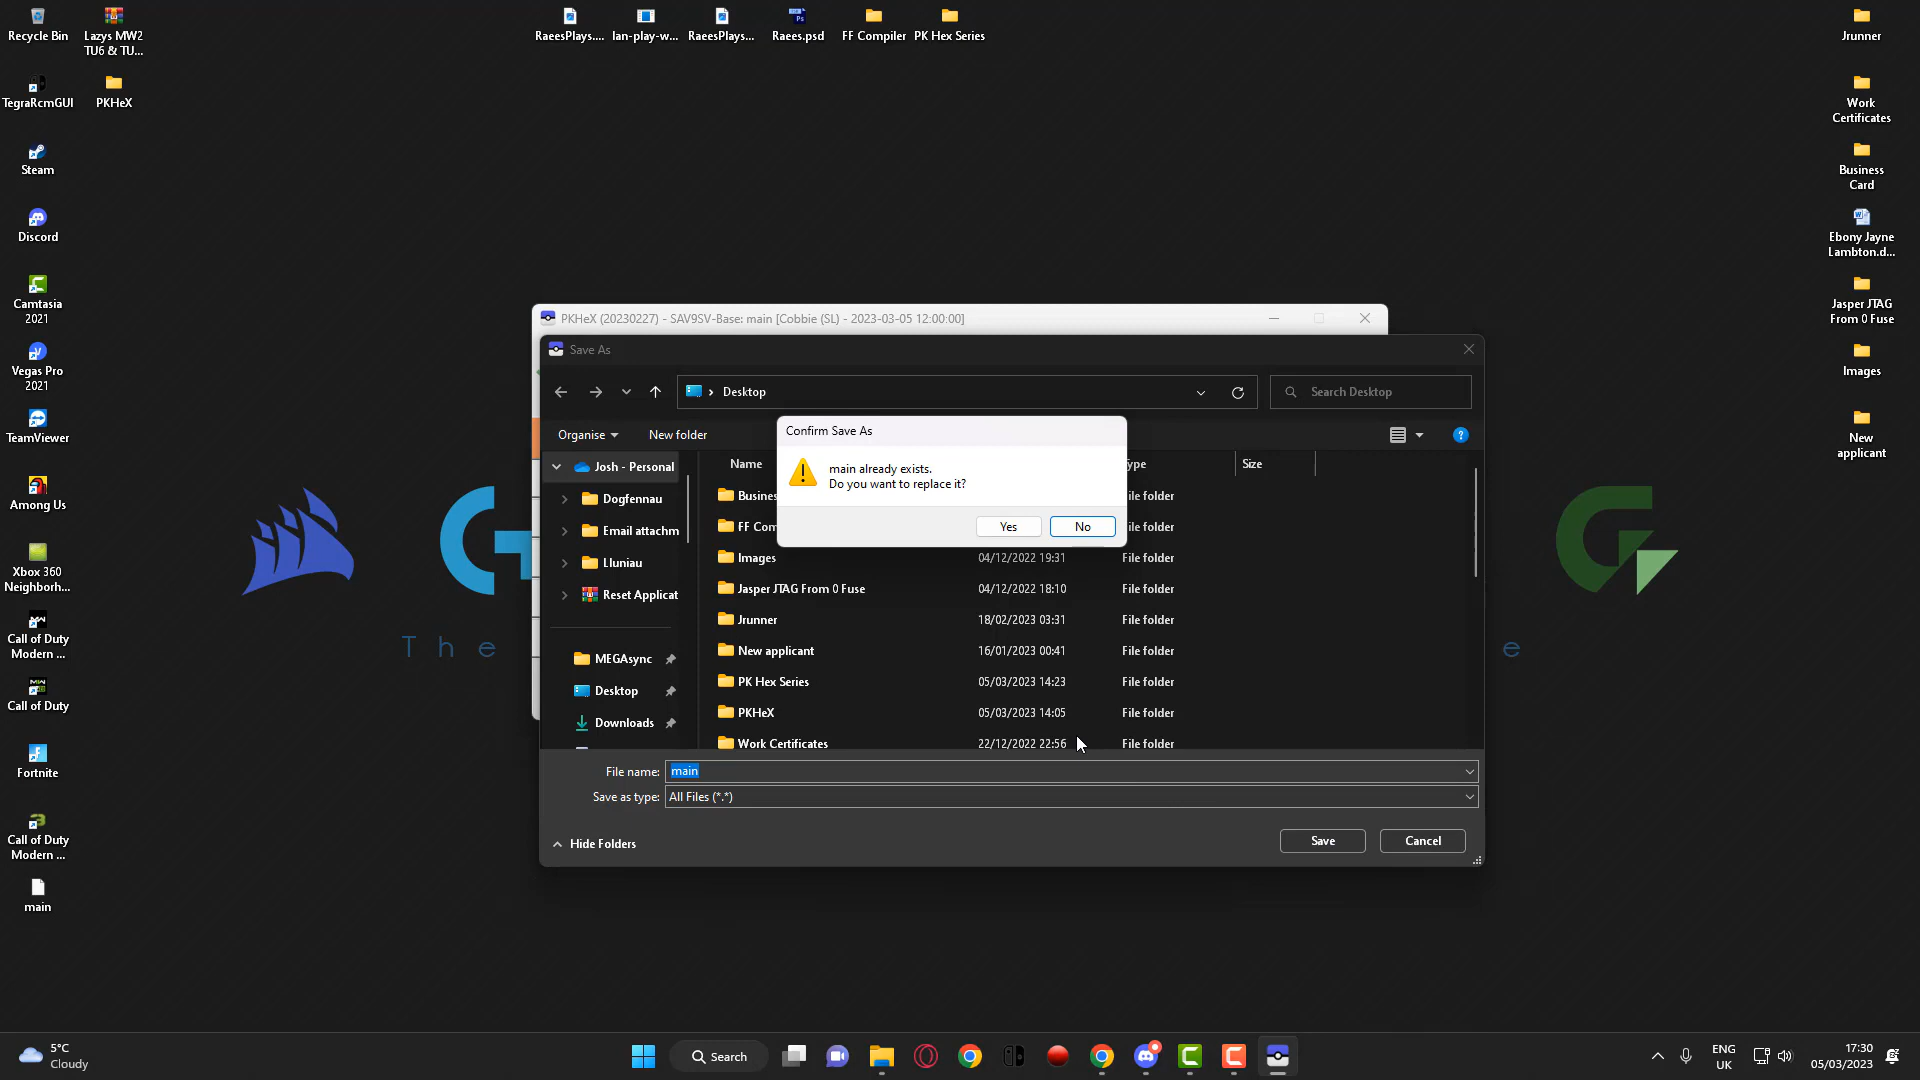 Recycle Bin
Lazys MW2
TU6 & TU...
RaeesPlays....
lan-play-w...
RaeesPlays...
Raees.psd
FF Compiler
PK Hex Series
Jrunner
TegraRcmGUI
PKHeX
Work
Certificates
Steam
Business
Card
Discord
Ebony Jayne
Lambton.d...
Camtasia
2021
Jasper JTAG
From 0 Fuse
Vegas Pro
2021
Images
TeamViewer
New
applicant
Among Us
Xbox 360
Neighborh...
Call of Duty
Modern ...
Call of Duty
Fortnite
Call of Duty
Modern ...
main
PKHeX (20230227) - SAV9SV-Base: main [Cobbie (SL) - 2023-03-05 12:00:00]
Save As
Desktop
Search Desktop
Organise
New folder
Confirm Save As
main already exists.
Do you want to replace it?
Yes
No
Name
Size
Josh - Personal
Dogfennau
Email attachm
Lluniau
Reset Applicat
MEGAsync
Desktop
Downloads
Images 04/12/2022 19:31 File folder
Jasper JTAG From 0 Fuse 04/12/2022 18:10 File folder
Jrunner 18/02/2023 03:31 File folder
New applicant 16/01/2023 00:41 File folder
PK Hex Series 05/03/2023 14:23 File folder
PKHeX 05/03/2023 14:05 File folder
Work Certificates 22/12/2022 22:56 File folder
File name: main
Save as type: All Files (*.*)
Hide Folders
Save
Cancel
The
e
5°C
Cloudy
Search
ENG
UK
17:30
05/03/2023